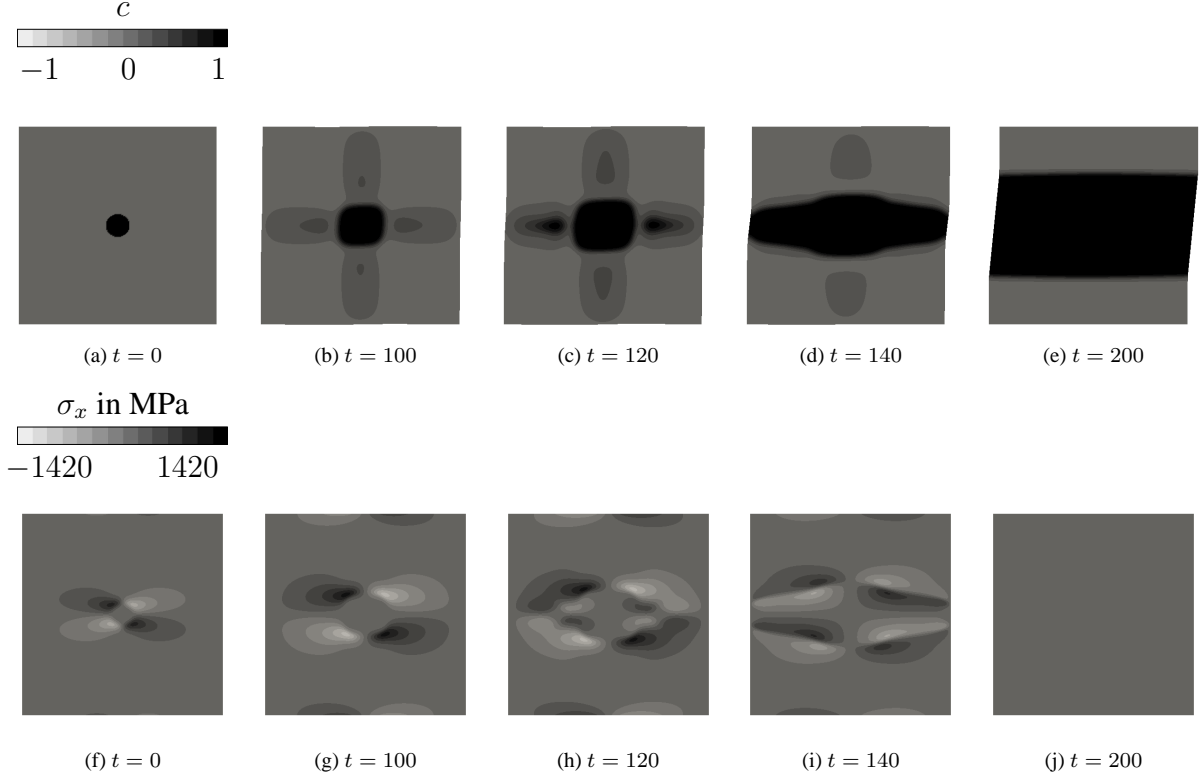 c
−1 0 1
(a) t = 0 (b) t = 100 (c) t = 120 (d) t = 140 (e) t = 200
σx in MPa
−1420 1420
(f) t = 0 (g) t = 100 (h) t = 120 (i) t = 140 (j) t = 200